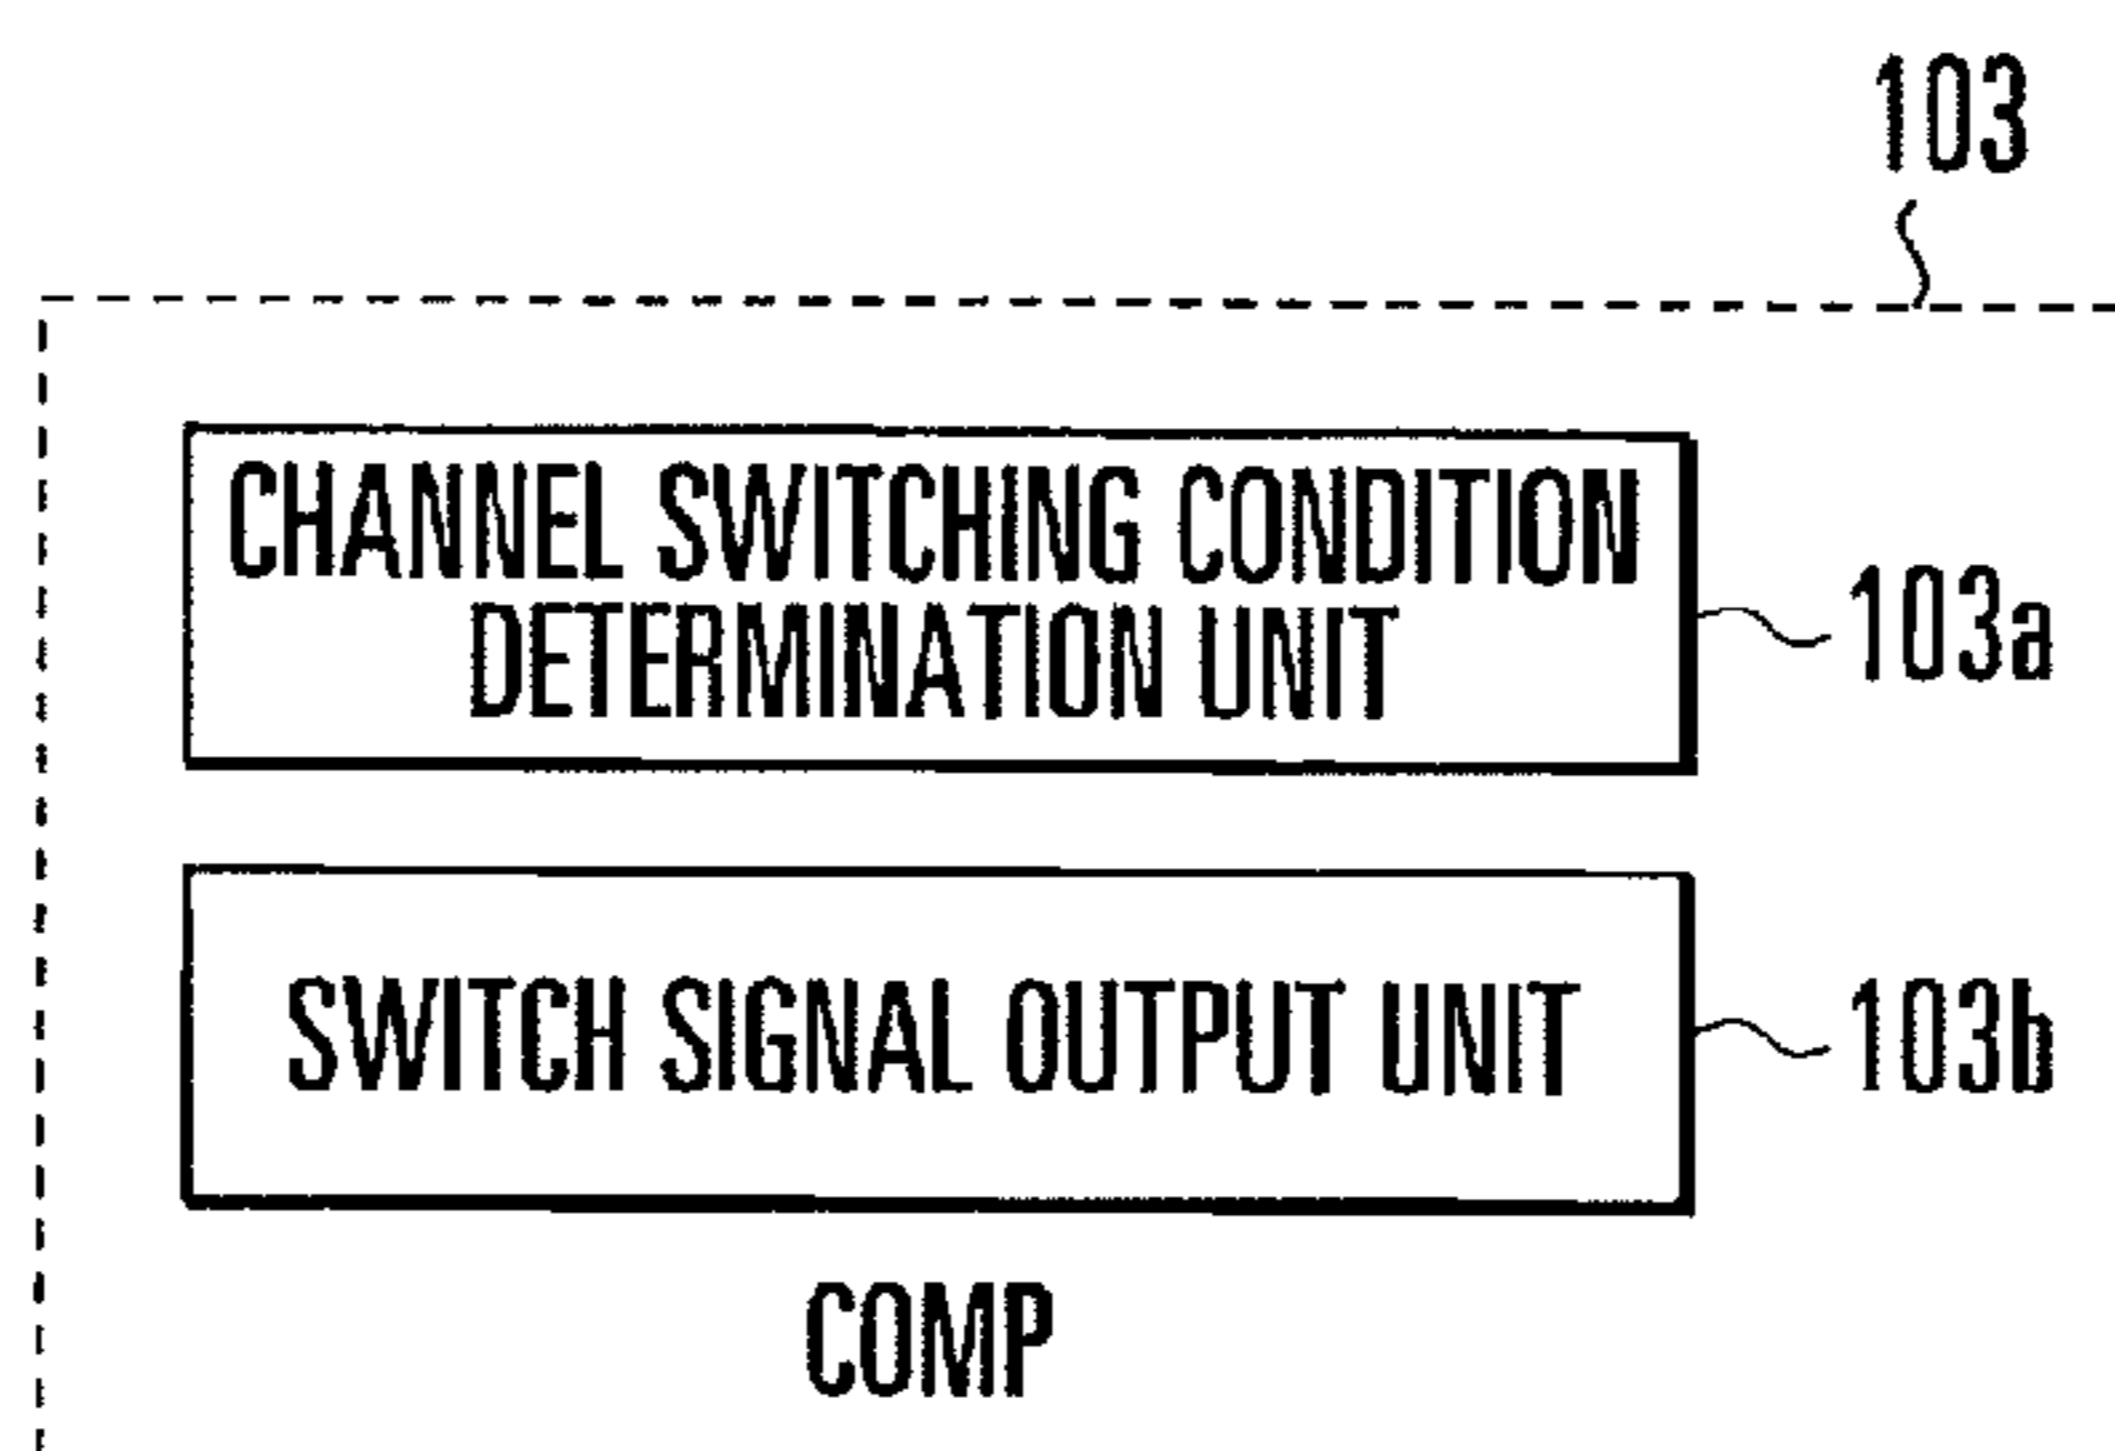 103
CHANNEL SWITCHING CONDITION
DETERMINATION UNIT
103a
SWITCH SIGNAL OUTPUT UNIT
103b
COMP